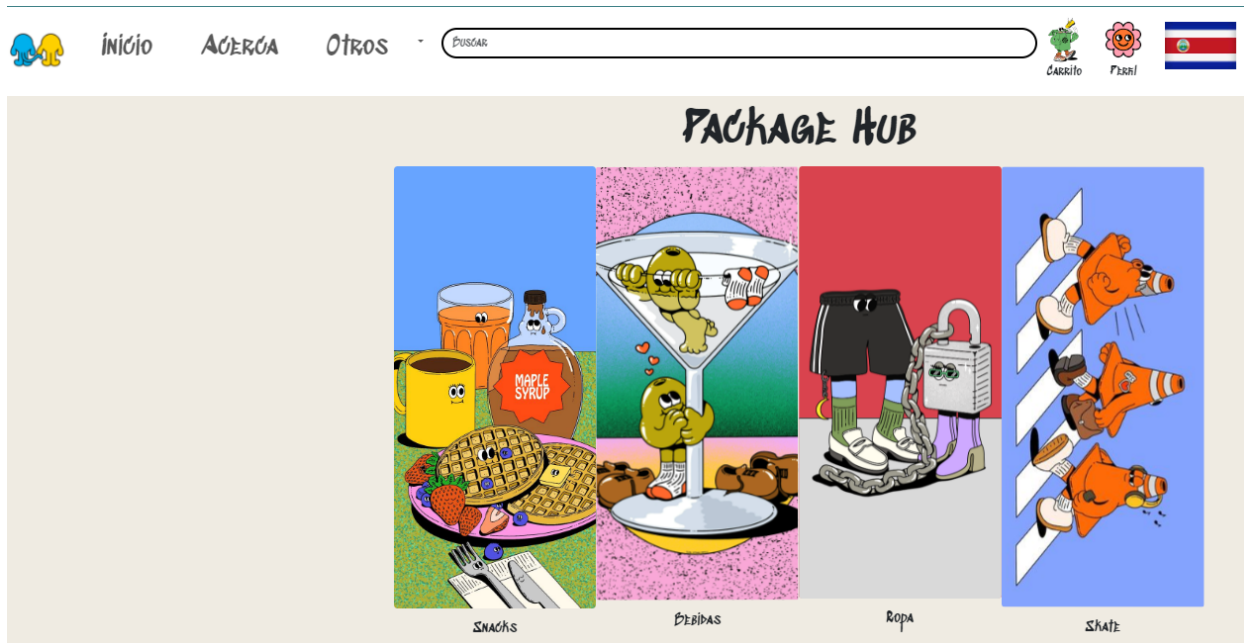 Inicio Acerca Otros Buscar
Carrito Perfil
Package Hub
MAPLE
SYRUP
Snacks Bebidas Ropa Skate